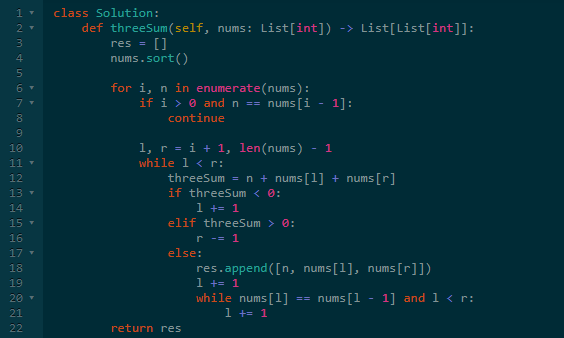 1 class Solution:
2     def threeSum(self, nums: List[int]) -> List[List[int]]:
3         res = []
4         nums.sort()
5
6         for i, n in enumerate(nums):
7             if i > 0 and n == nums[i - 1]:
8                 continue
9
10             l, r = i + 1, len(nums) - 1
11             while l < r:
12                 threeSum = n + nums[l] + nums[r]
13                 if threeSum < 0:
14                     l += 1
15                 elif threeSum > 0:
16                     r -= 1
17                 else:
18                     res.append([n, nums[l], nums[r]])
19                     l += 1
20                     while nums[l] == nums[l - 1] and l < r:
21                         l += 1
22         return res